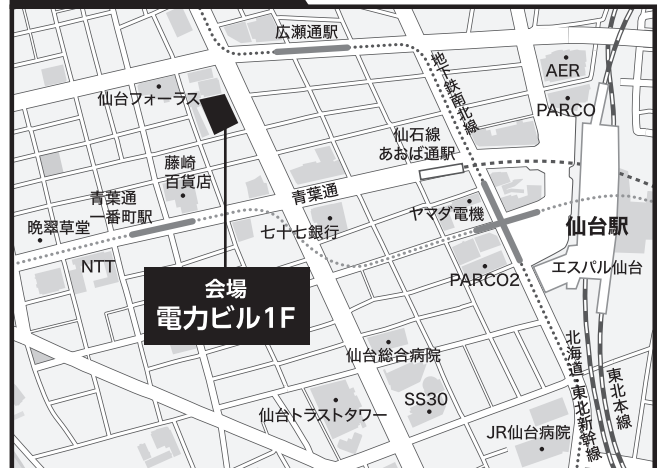 広瀬通駅
地下鉄南北線
AER
PARCO
仙台フォーラス
仙石線
あおば通駅
藤崎
百貨店
青葉通
青葉通
一番町駅
晩翠草堂
七十七銀行
ヤマダ電機
仙台駅
NTT
PARCO2
エスパル仙台
会場
電力ビル1F
仙台総合病院
北海道・東北新幹線
東北本線
SS30
仙台トラストタワー
JR仙台病院